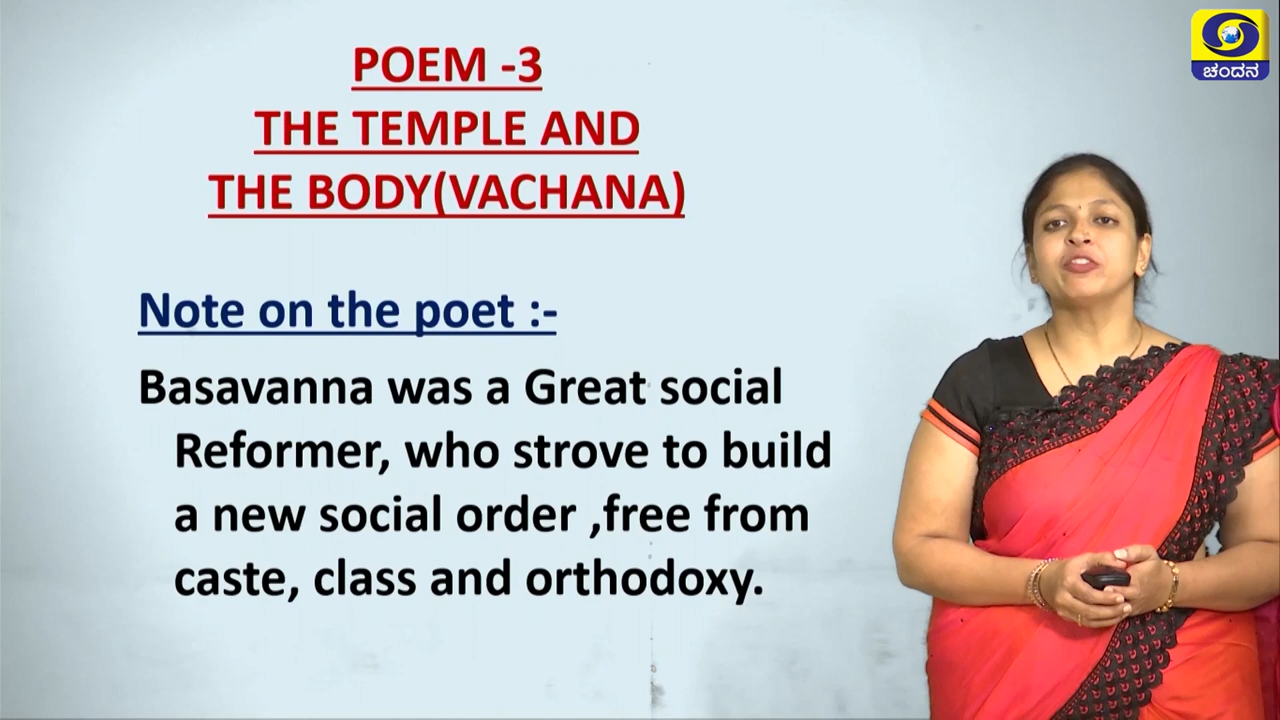 ಚಂದನ
POEM -3
THE TEMPLE AND
THE BODY(VACHANA)
Note on the poet :-
Basavanna was a Great social
Reformer, who strove to build
a new social order ,free from
caste, class and orthodoxy.